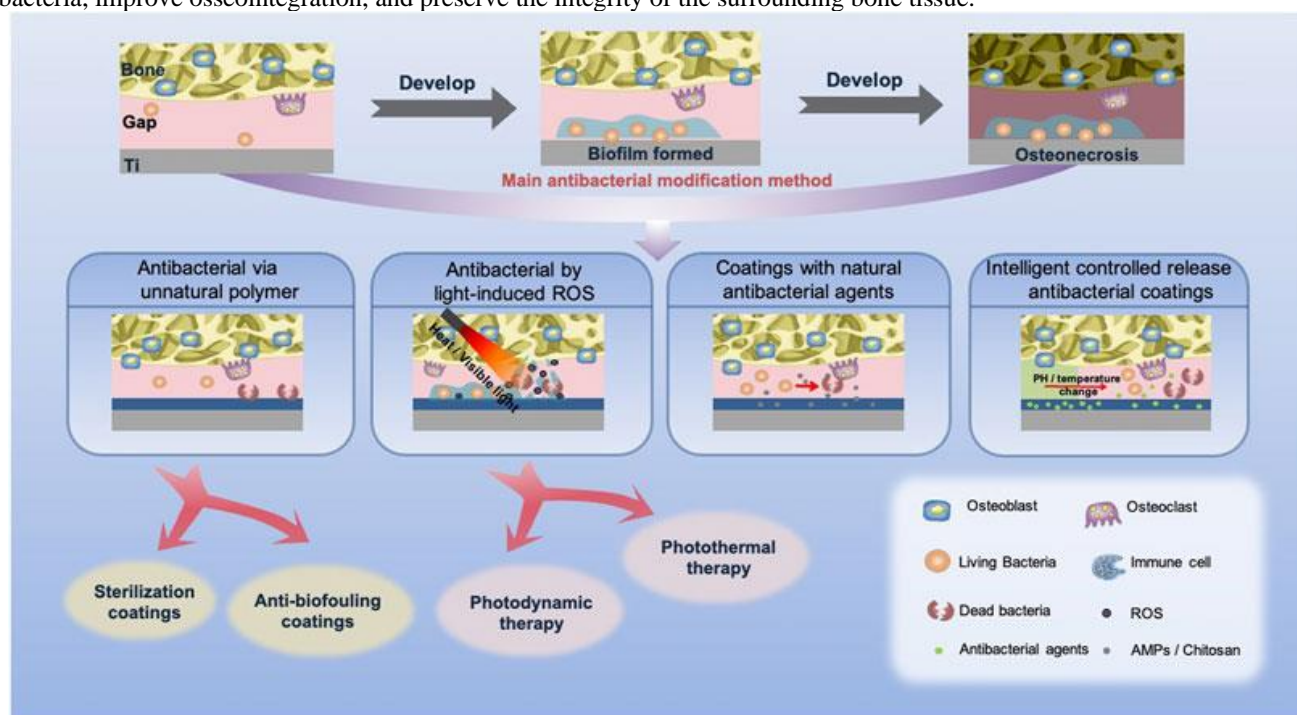 bacteria, improve osseointegration, and preserve the integrity of the surrounding bone tissue.
Bone
Gap
Ti
Develop
Biofilm formed
Develop
Osteonecrosis
Main antibacterial modification method
Antibacterial via
unnatural polymer
Antibacterial by
light-induced ROS
Heat / Visible light
Coatings with natural
antibacterial agents
Intelligent controlled release
antibacterial coatings
PH / temperature
change
Sterilization
coatings
Anti-biofouling
coatings
Photodynamic
therapy
Photothermal
therapy
Osteoblast
Osteoclast
Living Bacteria
Immune cell
Dead bacteria
ROS
Antibacterial agents
AMPs / Chitosan